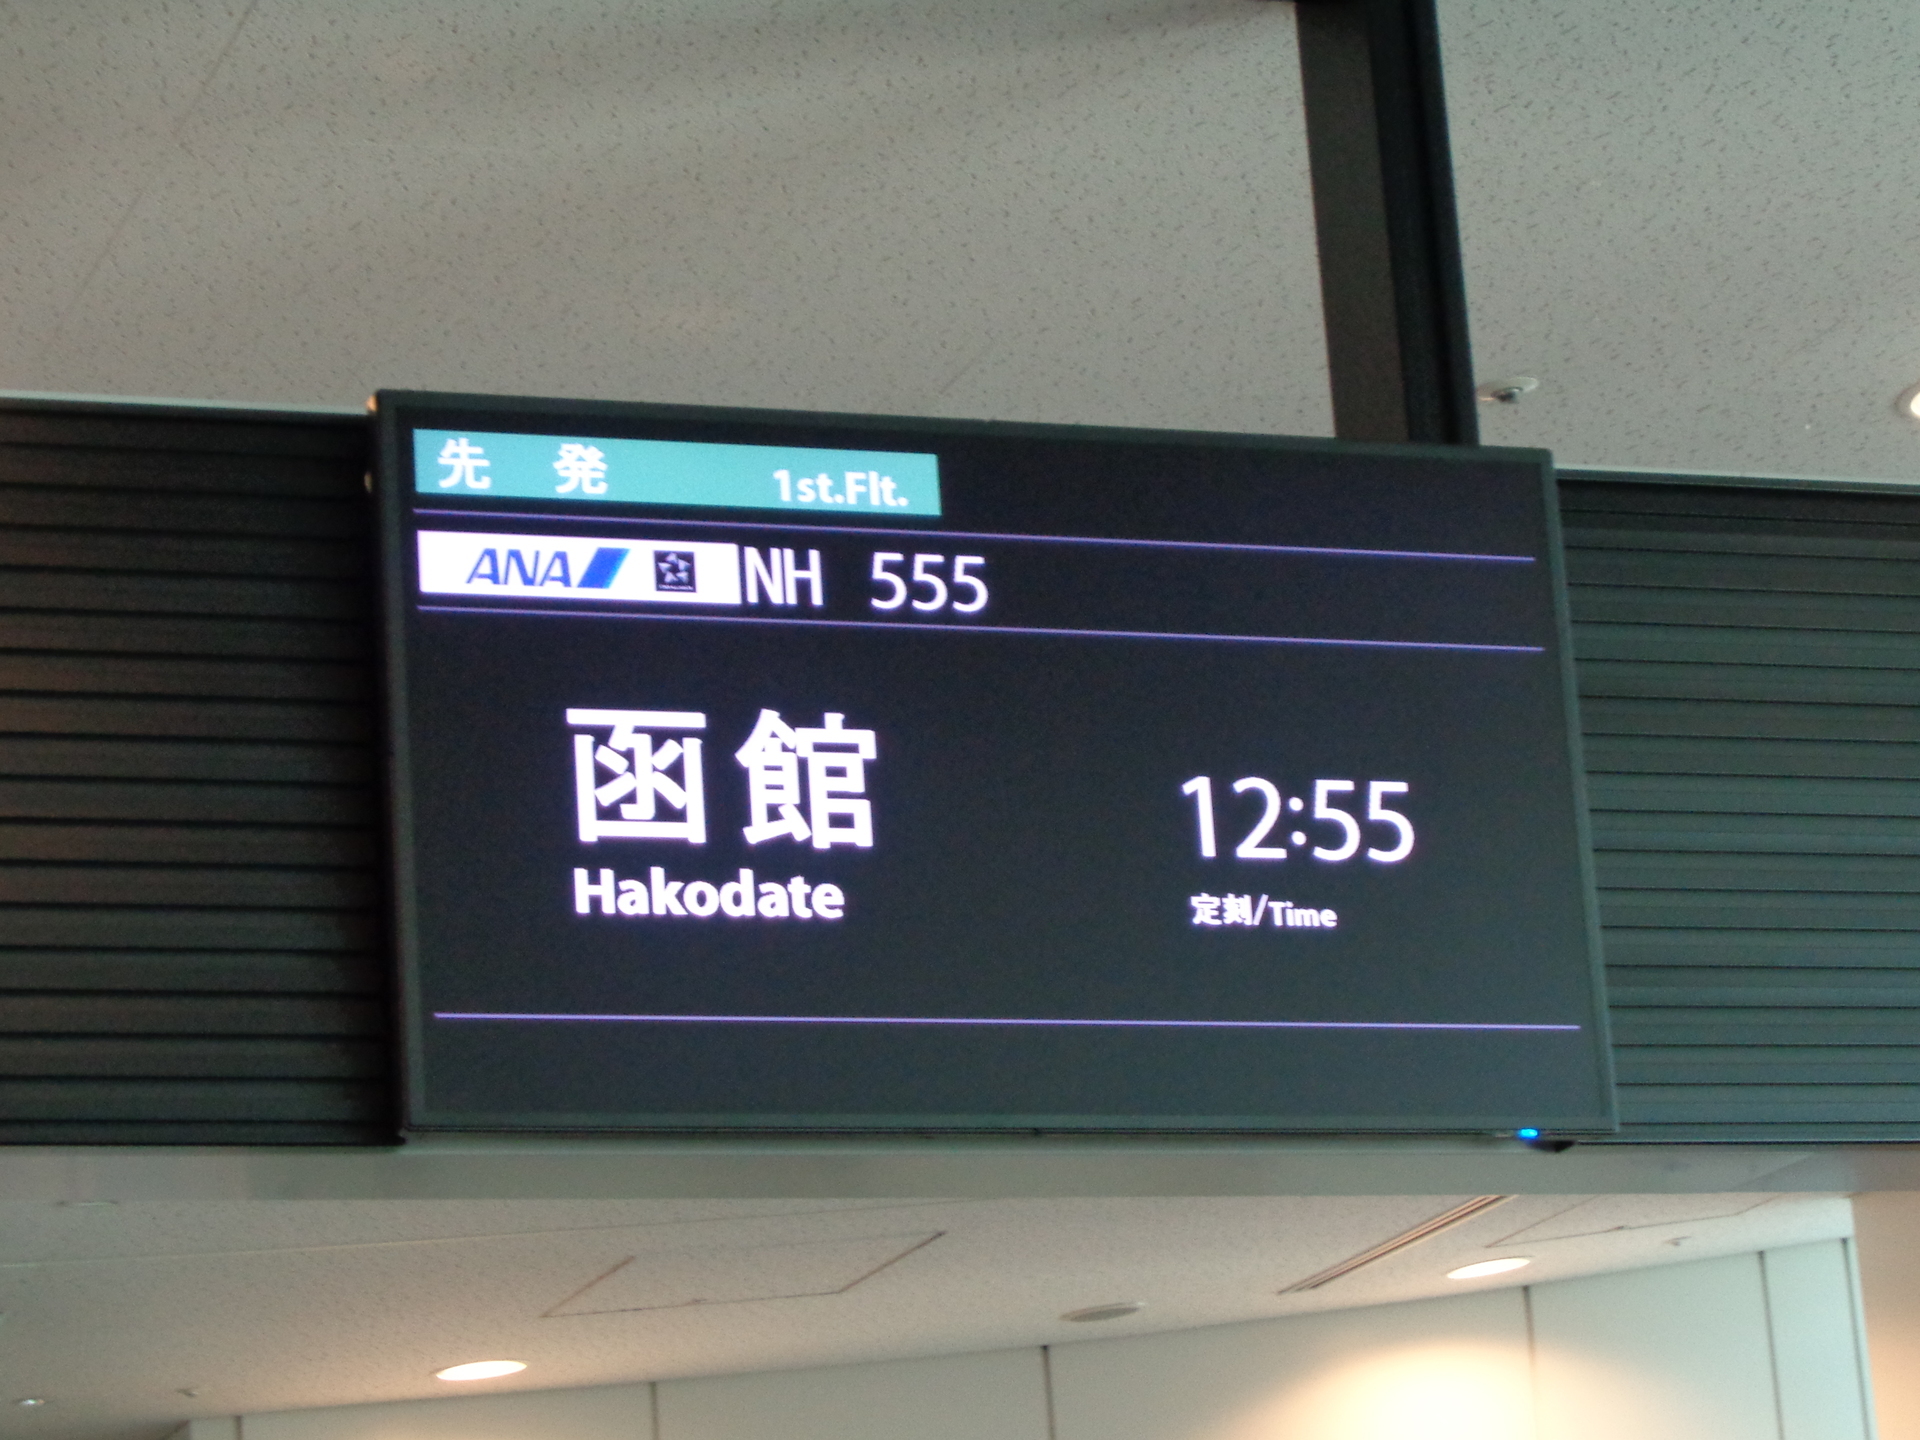 先 発 1st.Flt.
ANA NH 555
函館 12:55
Hakodate 定刻/Time